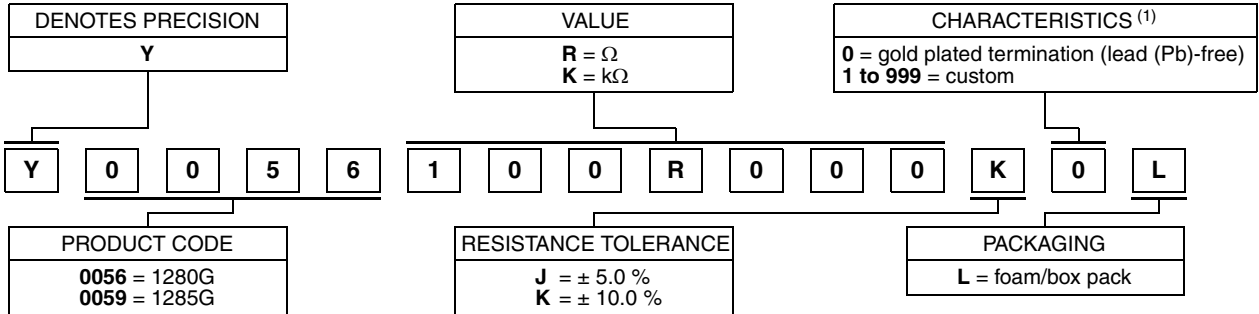 DENOTES PRECISION
Y
VALUE
R = Ω
K = kΩ
CHARACTERISTICS (1)
0 = gold plated termination (lead (Pb)-free)
1 to 999 = custom
Y 0 0 5 6 1 0 0 R 0 0 0 K 0 L
PRODUCT CODE
0056 = 1280G
0059 = 1285G
RESISTANCE TOLERANCE
J = ± 5.0 %
K = ± 10.0 %
PACKAGING
L = foam/box pack